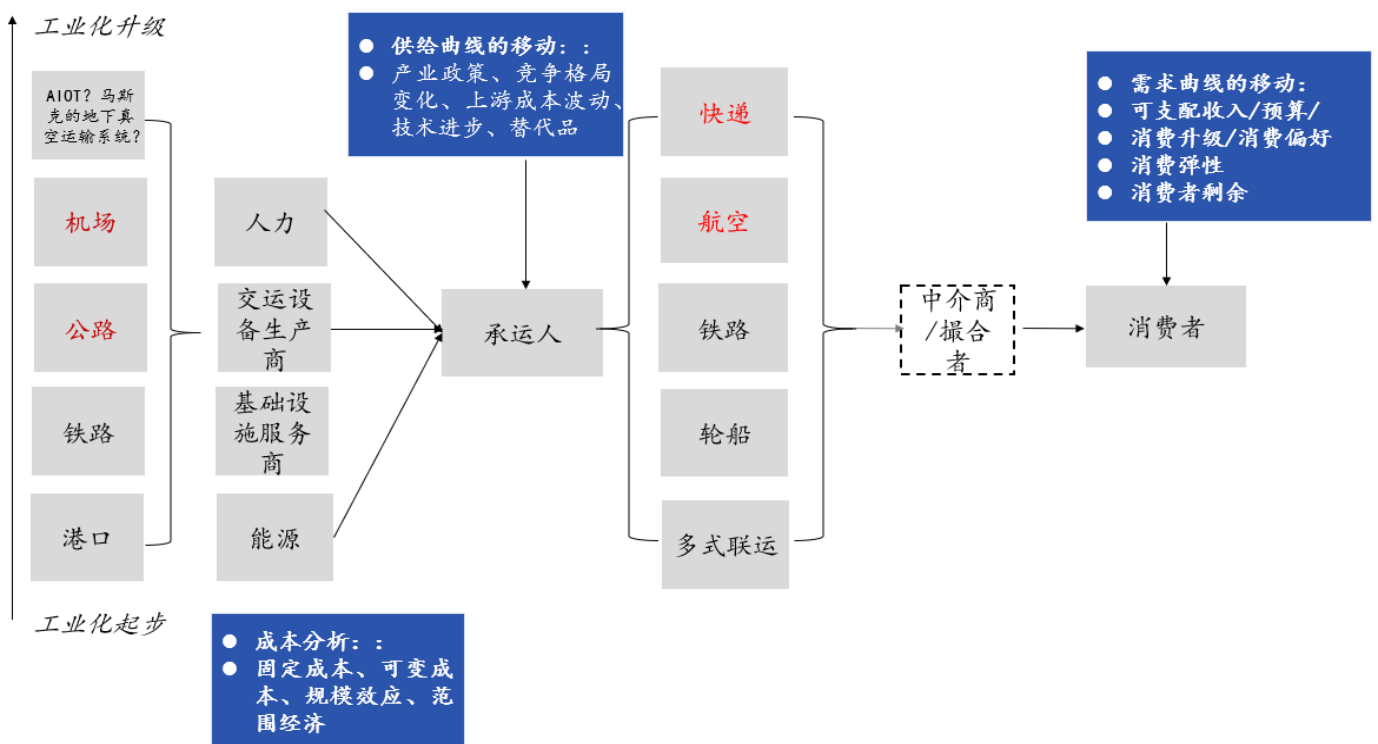 工业化升级
AIOT？马斯
克的地下真
空运输系统？
机场
公路
铁路
港口
工业化起步
人力
交运设
备生产
商
基础设
施服务
商
能源
成本分析：：
固定成本、可变成
本、规模效应、范
围经济
供给曲线的移动：：
产业政策、竞争格局
变化、上游成本波动、
技术进步、替代品
承运人
快递
航空
铁路
轮船
多式联运
中介商
/撮合
者
需求曲线的移动：
可支配收入/预算/
消费升级/消费偏好
消费弹性
消费者剩余
消费者